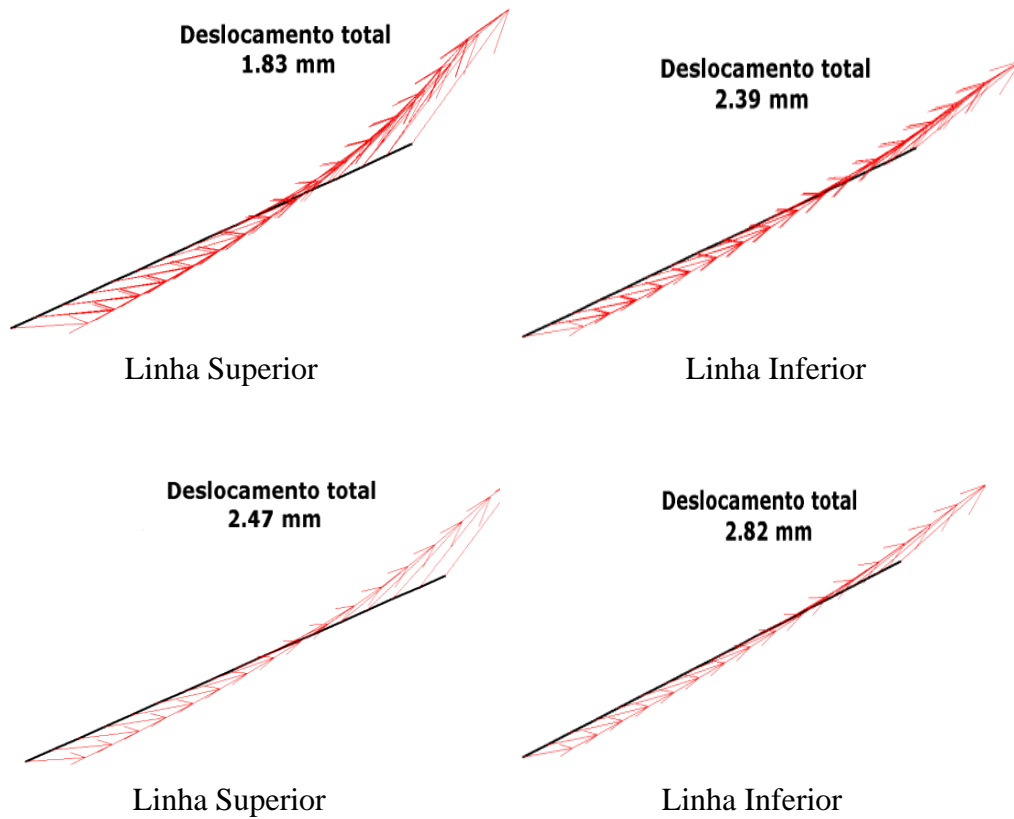 Deslocamento total
1.83 mm
Deslocamento total
2.39 mm
Linha Superior
Linha Inferior
Deslocamento total
2.47 mm
Deslocamento total
2.82 mm
Linha Superior
Linha Inferior